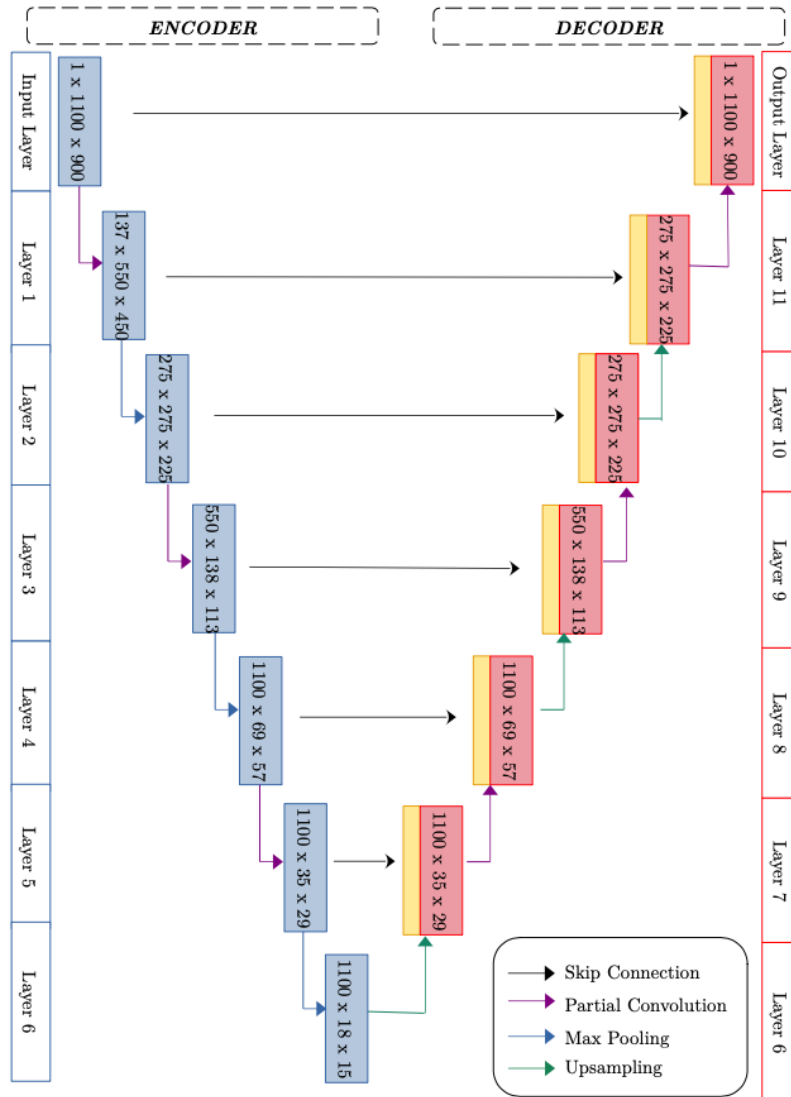 ENCODER
DECODER
Input Layer
1 x 1100 x 900
1 x 1100 x 900
Output Layer
Layer 1
137 x 550 x 450
275 x 275 x 225
Layer 11
Layer 2
275 x 275 x 225
275 x 275 x 225
Layer 10
Layer 3
550 x 138 x 113
550 x 138 x 113
Layer 9
Layer 4
1100 x 69 x 57
1100 x 69 x 57
Layer 8
Layer 5
1100 x 35 x 29
1100 x 35 x 29
Layer 7
Layer 6
1100 x 18 x 15
Layer 6
Skip Connection
Partial Convolution
Max Pooling
Upsampling